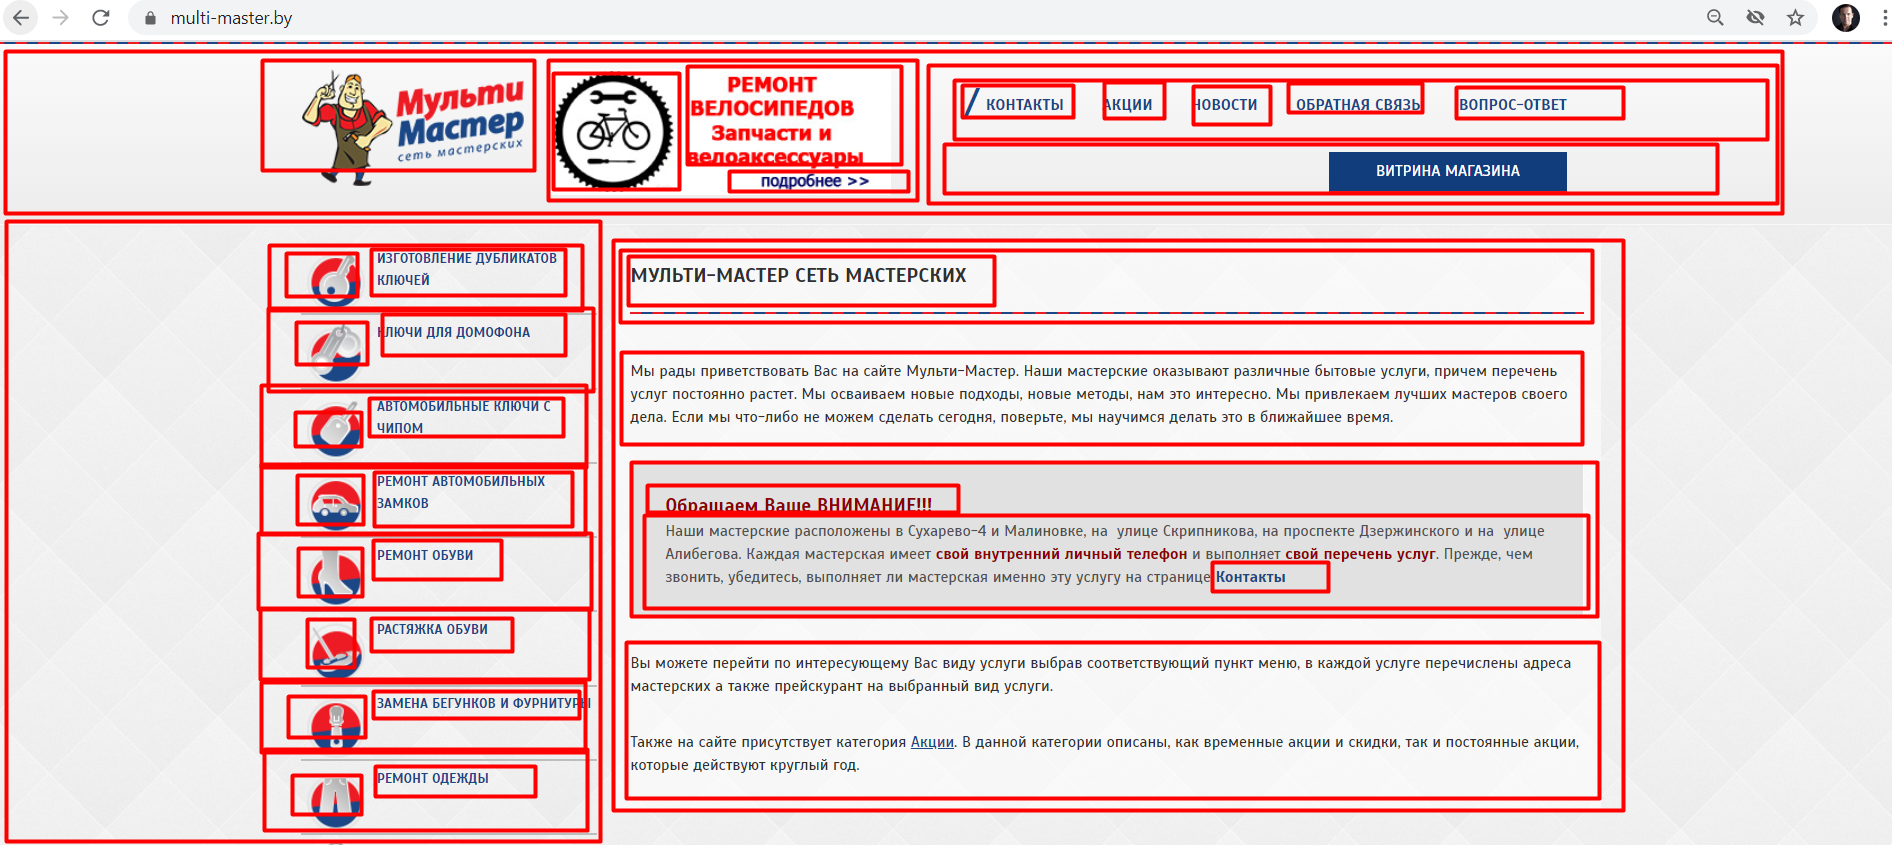 multi-master.by
Мульти
Мастер
сеть мастерских
РЕМОНТ
ВЕЛОСИПЕДОВ
Запчасти и
велоаксессуары
подробнее >>
/ КОНТАКТЫ АКЦИИ НОВОСТИ ОБРАТНАЯ СВЯЗЬ ВОПРОС-ОТВЕТ
ВИТРИНА МАГАЗИНА
ИЗГОТОВЛЕНИЕ ДУБЛИКАТОВ
КЛЮЧЕЙ
КЛЮЧИ ДЛЯ ДОМОФОНА
АВТОМОБИЛЬНЫЕ КЛЮЧИ С
ЧИПОМ
РЕМОНТ АВТОМОБИЛЬНЫХ
ЗАМКОВ
РЕМОНТ ОБУВИ
РАСТЯЖКА ОБУВИ
ЗАМЕНА БЕГУНКОВ И ФУРНИТУРЫ
РЕМОНТ ОДЕЖДЫ
МУЛЬТИ-МАСТЕР СЕТЬ МАСТЕРСКИХ
Мы рады приветствовать Вас на сайте Мульти-Мастер. Наши мастерские оказывают различные бытовые услуги, причем перечень
услуг постоянно растет. Мы осваиваем новые подходы, новые методы, нам это интересно. Мы привлекаем лучших мастеров своего
дела. Если мы что-либо не можем сделать сегодня, поверьте, мы научимся делать это в ближайшее время.
Обращаем Ваше ВНИМАНИЕ!!!
Наши мастерские расположены в Сухарево-4 и Малиновке, на улице Скрипникова, на проспекте Дзержинского и на улице
Алибегова. Каждая мастерская имеет свой внутренний личный телефон и выполняет свой перечень услуг. Прежде, чем
звонить, убедитесь, выполняет ли мастерская именно эту услугу на странице Контакты
Вы можете перейти по интересующему Вас виду услуги выбрав соответствующий пункт меню, в каждой услуге перечислены адреса
мастерских а также прейскурант на выбранный вид услуги.
Также на сайте присутствует категория Акции. В данной категории описаны, как временные акции и скидки, так и постоянные акции,
которые действуют круглый год.